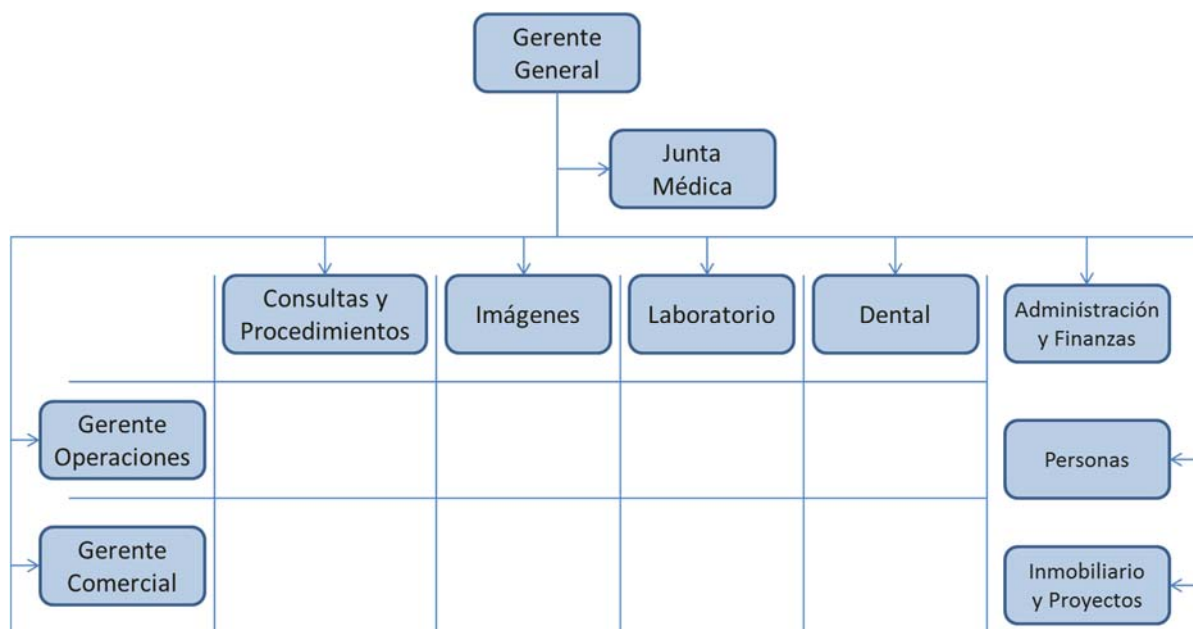 Gerente
General
Junta
Médica
Consultas y
Procedimientos
Imágenes
Laboratorio
Dental
Administración
y Finanzas
Gerente
Operaciones
Personas
Gerente
Comercial
Inmobiliario
y Proyectos